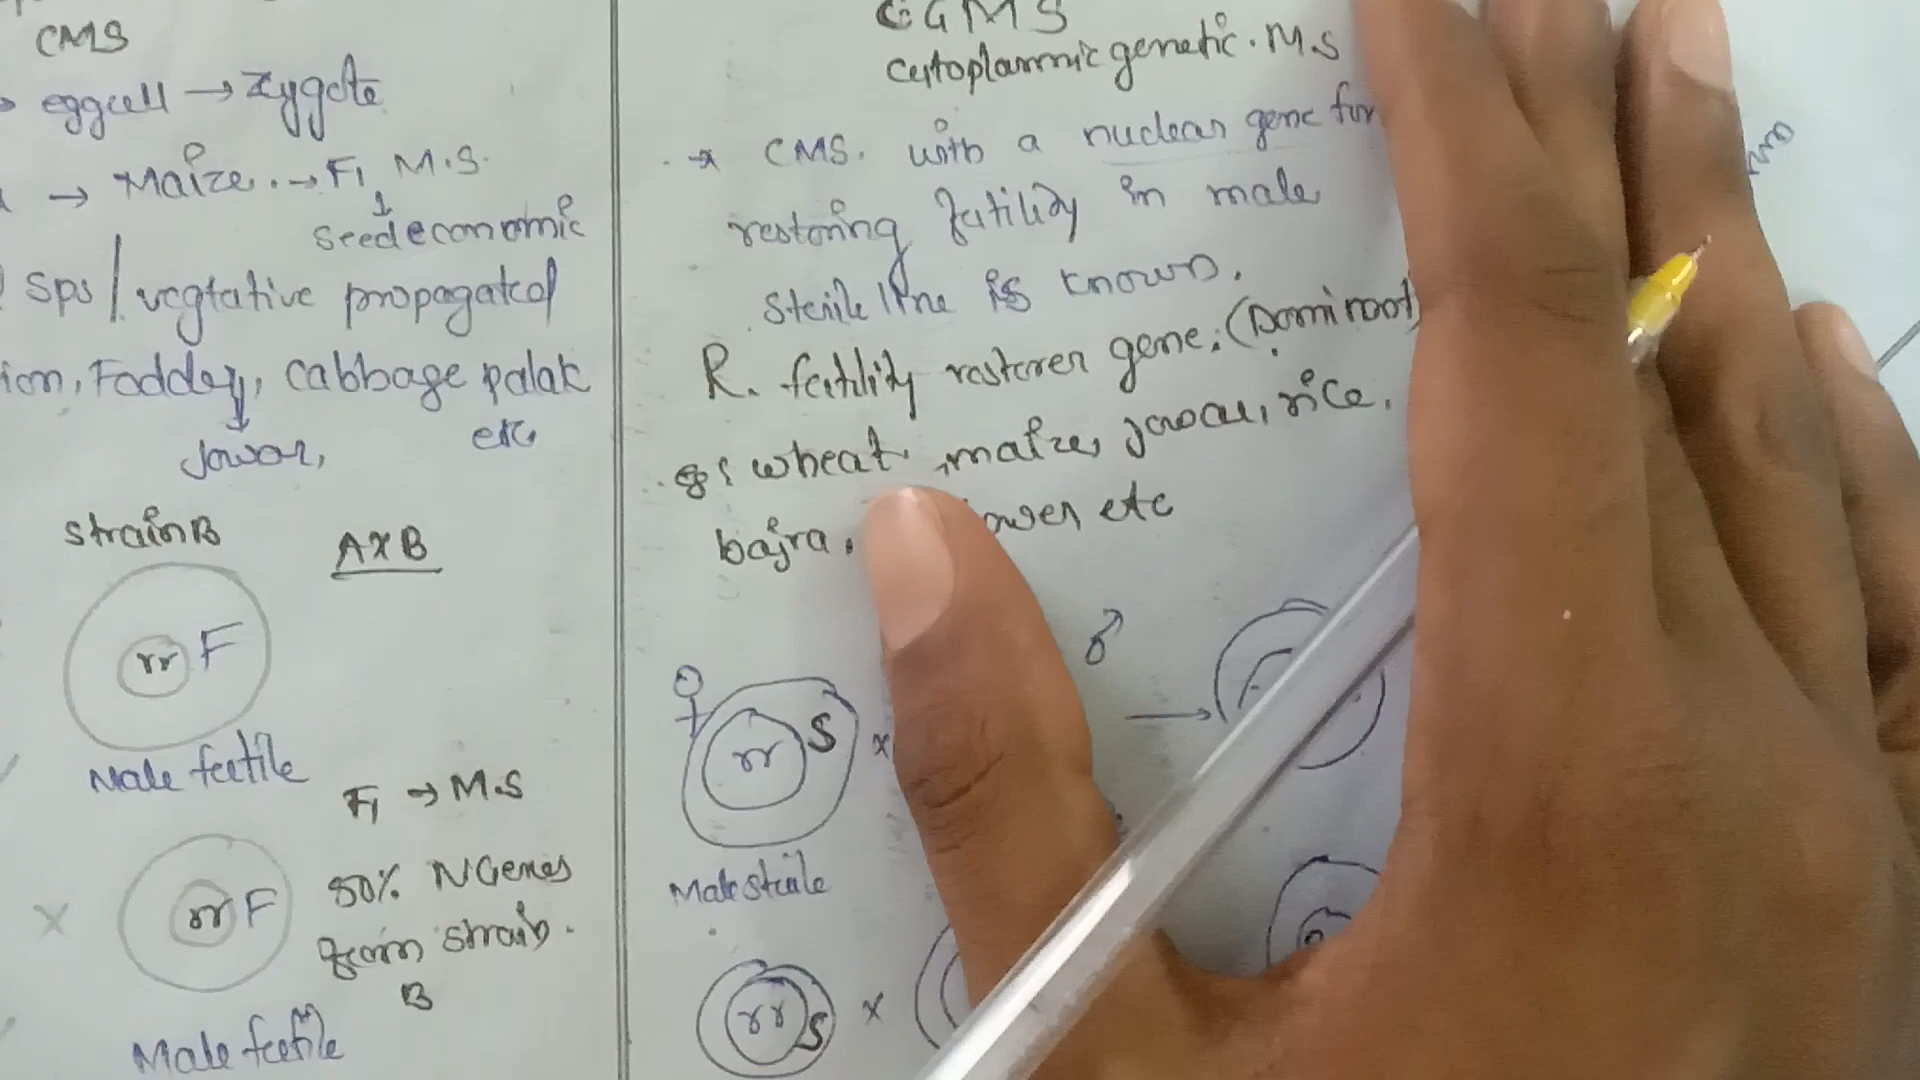 CMS
eggcell → zygote
→ Maize. → F1 M.S.
↓
seed economic
sps / vegtative propagated
ion, Fodder, cabbage palak
↓
Jowar, etc
strain B
A x B
rr F
Male fertile
F1 → M.S
50% N Genes
from strain
B
x rr F
Male fertile
CGMS
cytoplasmic genetic. M.S
→ CMS. with a nuclear gene for
restoring fertility in male
sterile line is known.
R. fertility restorer gene. (Dominant)
eg: wheat, maize, jowar, rice,
bajra, ower etc
♀ ♂
rr S x →
Male sterile
rr S x